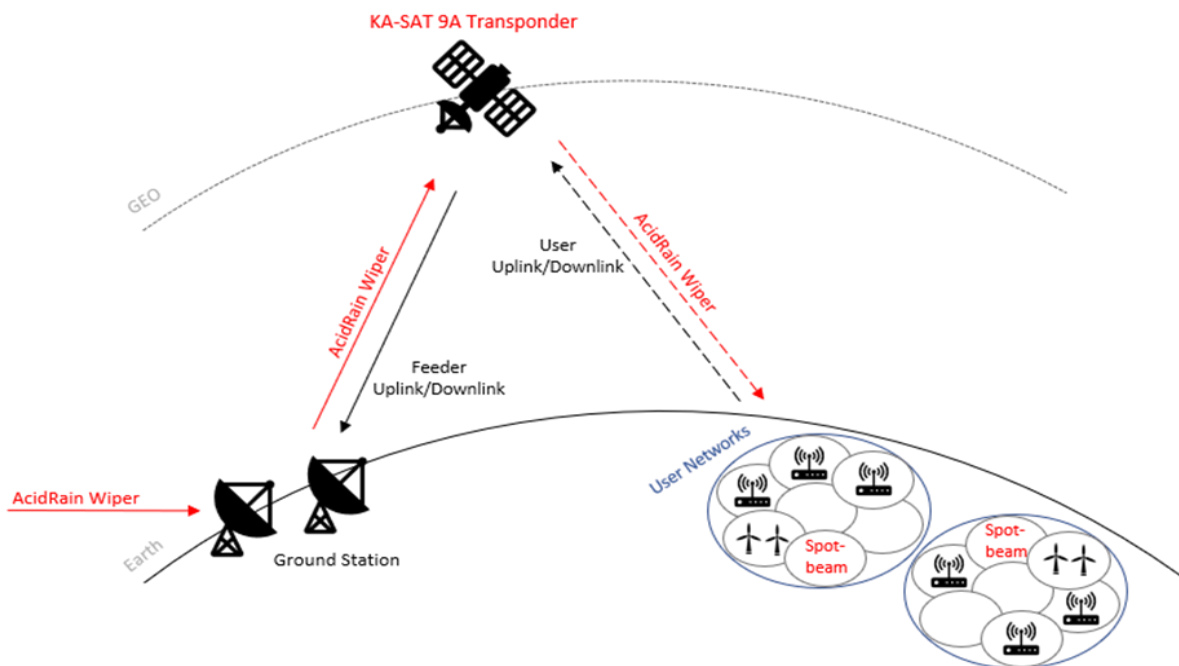 KA-SAT 9A Transponder
GEO
AcidRain Wiper
User
Uplink/Downlink
AcidRain Wiper
Feeder
Uplink/Downlink
User Networks
AcidRain Wiper
Earth
Ground Station
Spot-
beam
Spot-
beam